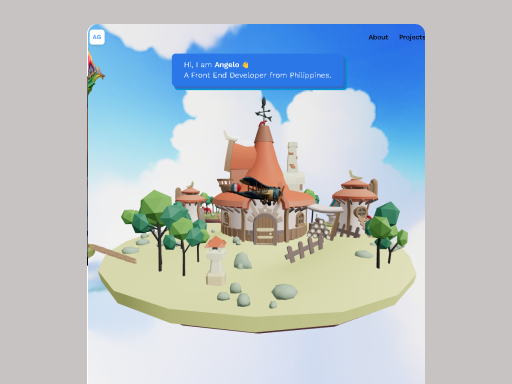 AG
About Projects
Hi, I am Angelo 👋
A Front End Developer from Philippines.